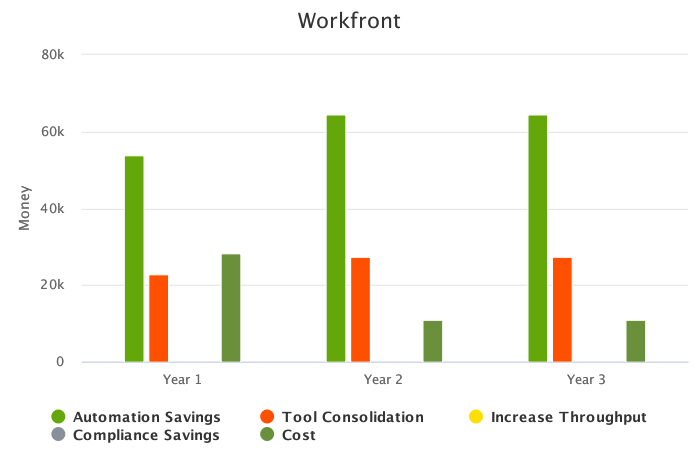 Workfront
80k
60k
40k
20k
0
Money
Year 1 Year 2 Year 3
Automation Savings Tool Consolidation Increase Throughput
Compliance Savings Cost